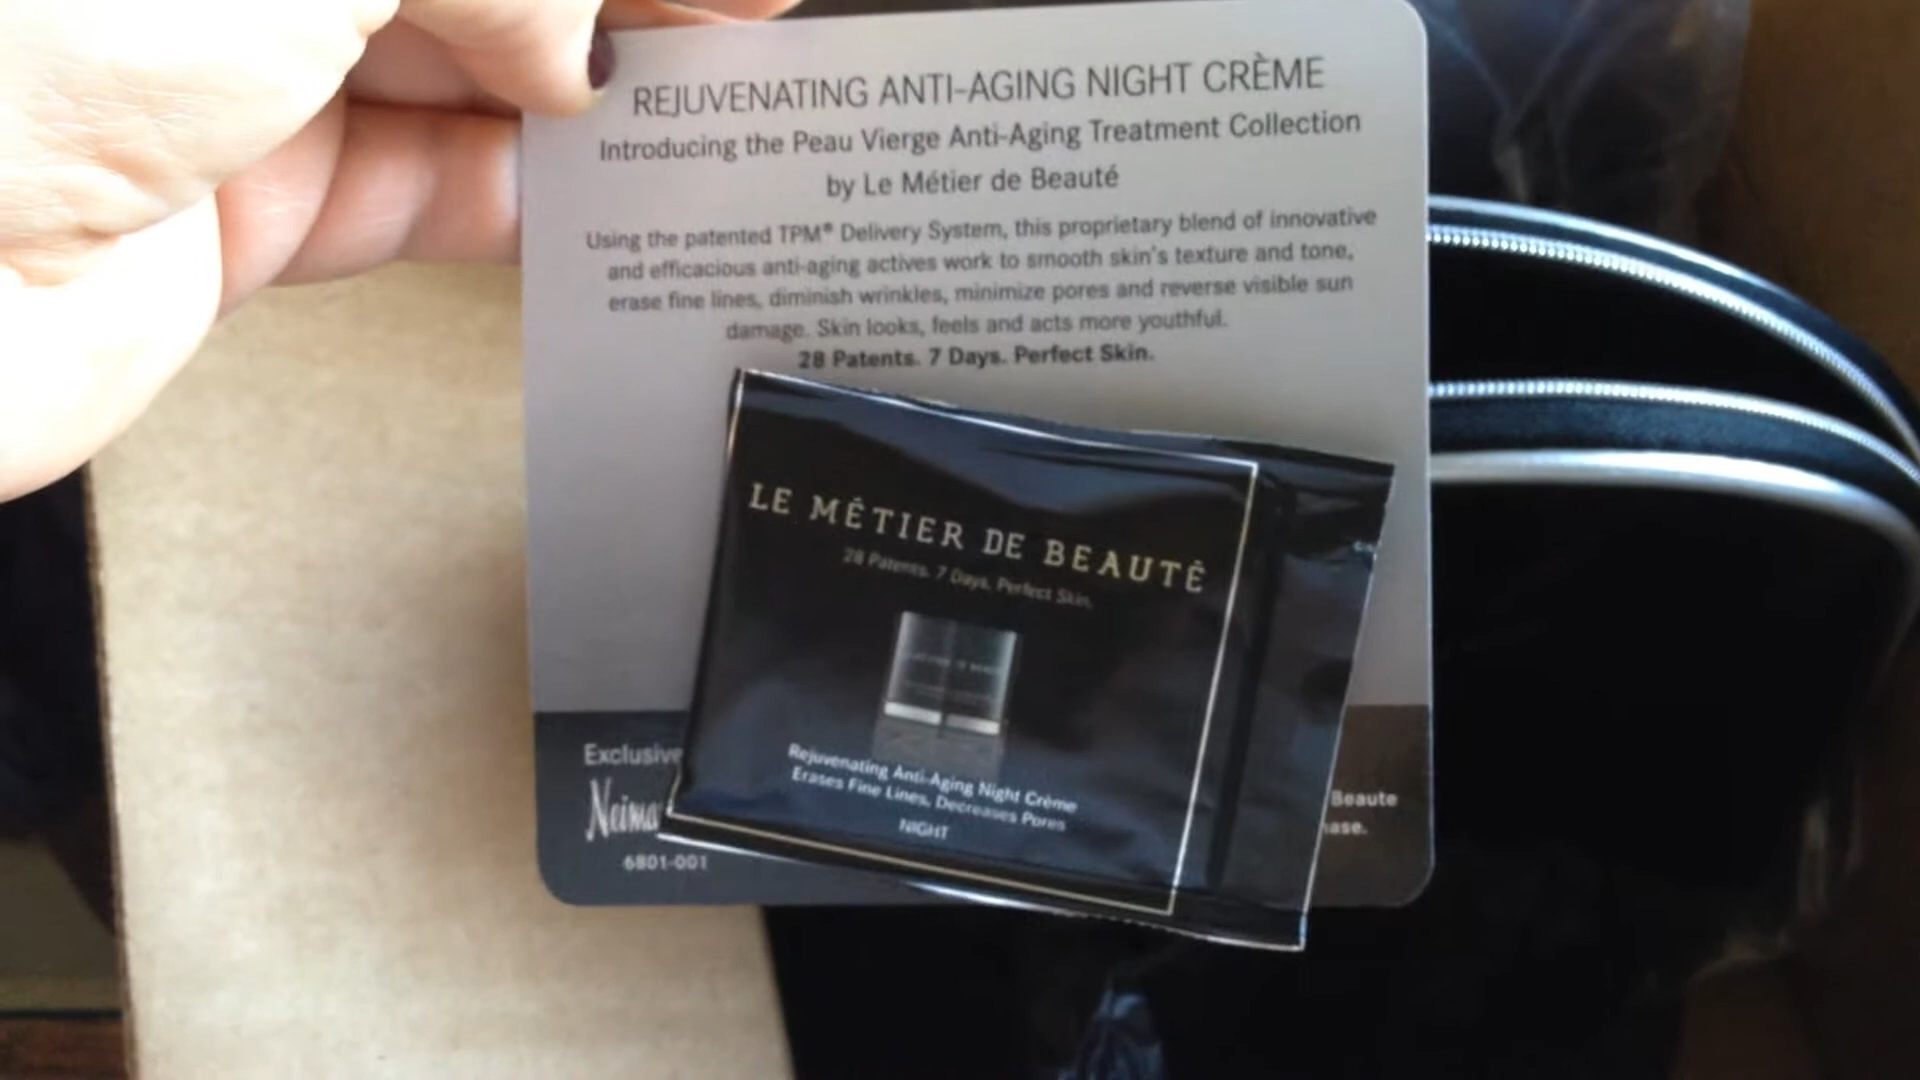 REJUVENATING ANTI-AGING NIGHT CRÈME
Introducing the Peau Vierge Anti-Aging Treatment Collection
by Le Métier de Beauté
Using the patented TPM® Delivery System, this proprietary blend of innovative
and efficacious anti-aging actives work to smooth skin's texture and tone,
erase fine lines, diminish wrinkles, minimize pores and reverse visible sun
damage. Skin looks, feels and acts more youthful.
28 Patents. 7 Days. Perfect Skin.
LE MÉTIER DE BEAUTÉ
28 Patents. 7 Days. Perfect Skin.
Rejuvenating Anti-Aging Night Crème
Erases Fine Lines, Decreases Pores
NIGHT
Exclusive
Neima
6801-001
Beaute
ase.